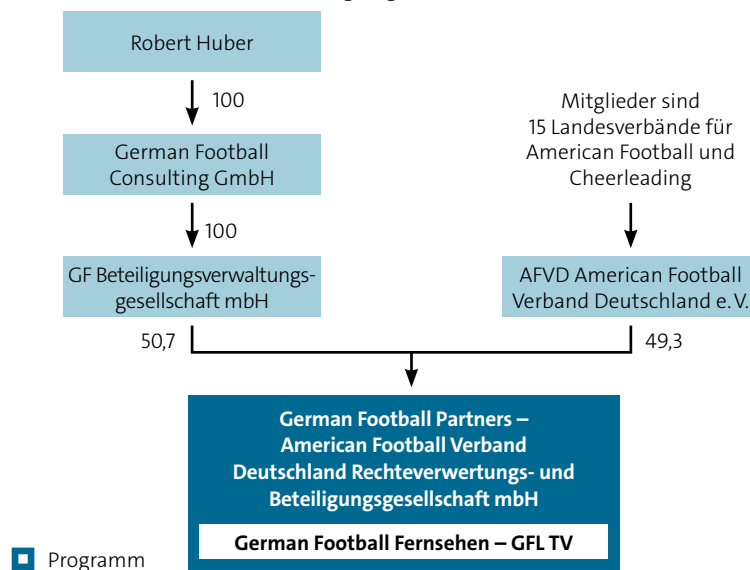 Robert Huber
100
Mitglieder sind
15 Landesverbände für
American Football und
Cheerleading
German Football
Consulting GmbH
100
GF Beteiligungsverwaltungs-
gesellschaft mbH
AFVD American Football
Verband Deutschland e. V.
50,7
49,3
German Football Partners –
American Football Verband
Deutschland Rechteverwertungs- und
Beteiligungsgesellschaft mbH
German Football Fernsehen – GFL TV
Programm